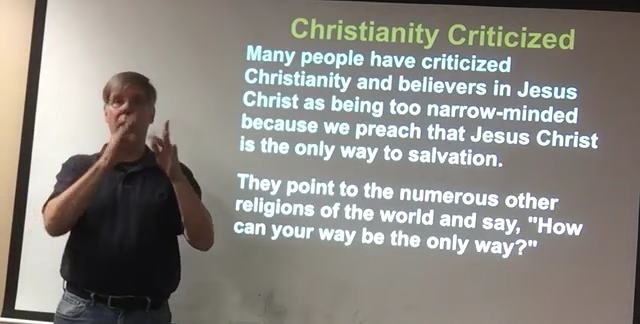 Christianity Criticized
Many people have criticized
Christianity and believers in Jesus
Christ as being too narrow-minded
because we preach that Jesus Christ
is the only way to salvation.
They point to the numerous other
religions of the world and say, "How
can your way be the only way?"